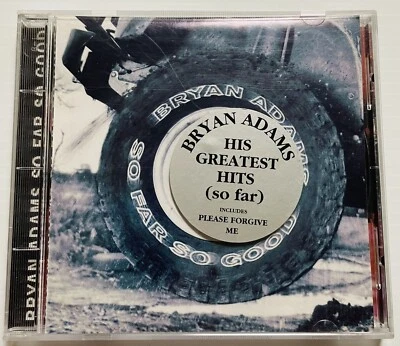 BRYAN ADAMS SO FAR SO GOOD
BRYAN ADAMS
SO FAR SO GOOD
BRYAN ADAMS
HIS
GREATEST
HITS
(so far)
INCLUDES
PLEASE FORGIVE
ME